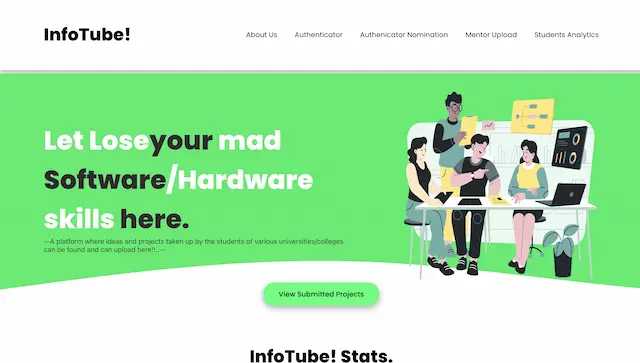 InfoTube!
About Us Authenticator Authenicator Nomination Mentor Upload Students Analytics
Let Loseyour mad
Software/Hardware
skills here.
--A platform where ideas and projects taken up by the students of various universities/colleges
can be found and can upload here!!...--
View Submitted Projects
InfoTube! Stats.